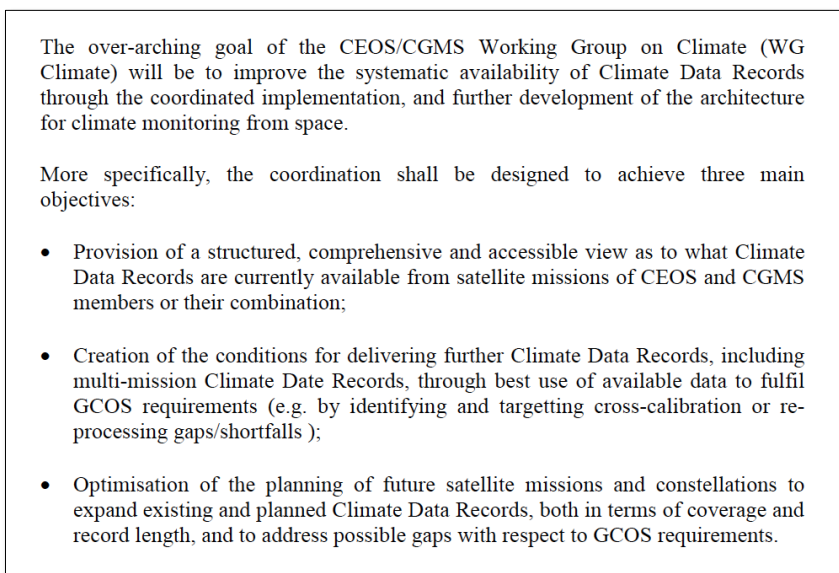 The over-arching goal of the CEOS/CGMS Working Group on Climate (WG
Climate) will be to improve the systematic availability of Climate Data Records
through the coordinated implementation, and further development of the architecture
for climate monitoring from space.
More specifically, the coordination shall be designed to achieve three main
objectives:
• Provision of a structured, comprehensive and accessible view as to what Climate
Data Records are currently available from satellite missions of CEOS and CGMS
members or their combination;
• Creation of the conditions for delivering further Climate Data Records, including
multi-mission Climate Date Records, through best use of available data to fulfil
GCOS requirements (e.g. by identifying and targetting cross-calibration or re-
processing gaps/shortfalls );
• Optimisation of the planning of future satellite missions and constellations to
expand existing and planned Climate Data Records, both in terms of coverage and
record length, and to address possible gaps with respect to GCOS requirements.